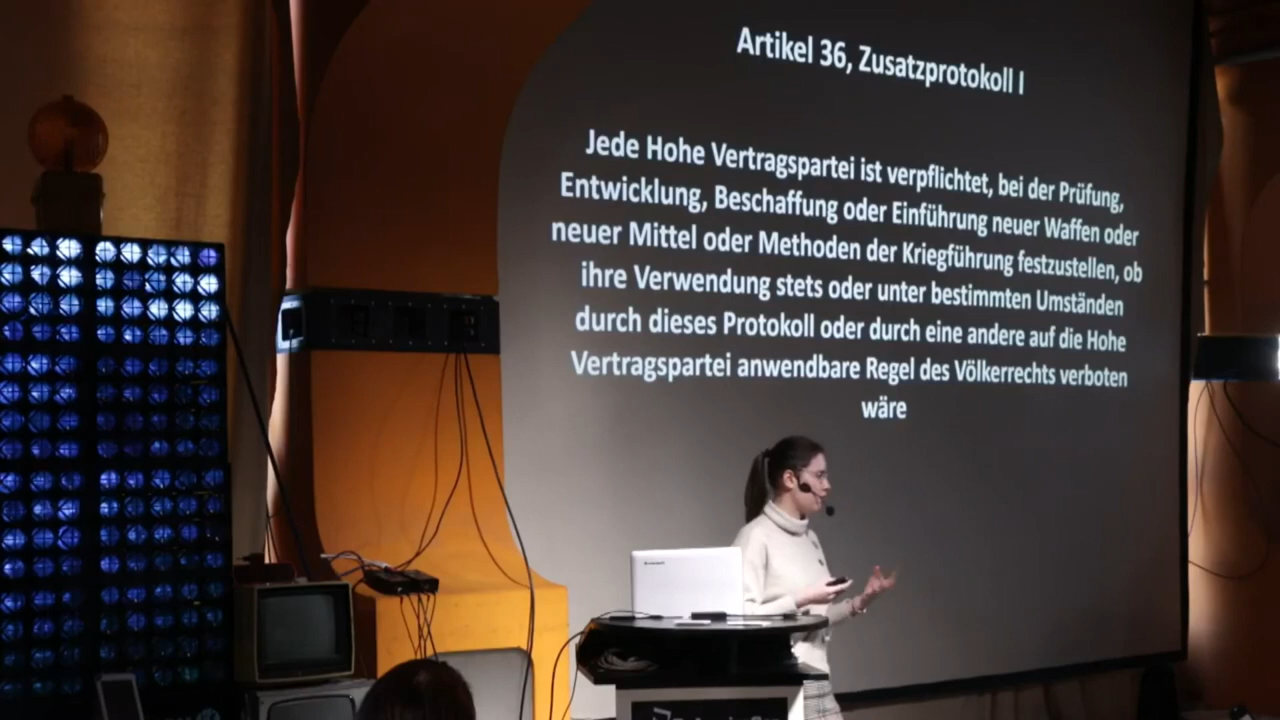 Artikel 36, Zusatzprotokoll I
Jede Hohe Vertragspartei ist verpflichtet, bei der Prüfung,
Entwicklung, Beschaffung oder Einführung neuer Waffen oder
neuer Mittel oder Methoden der Kriegführung festzustellen, ob
ihre Verwendung stets oder unter bestimmten Umständen
durch dieses Protokoll oder durch eine andere auf die Hohe
Vertragspartei anwendbare Regel des Völkerrechts verboten
wäre